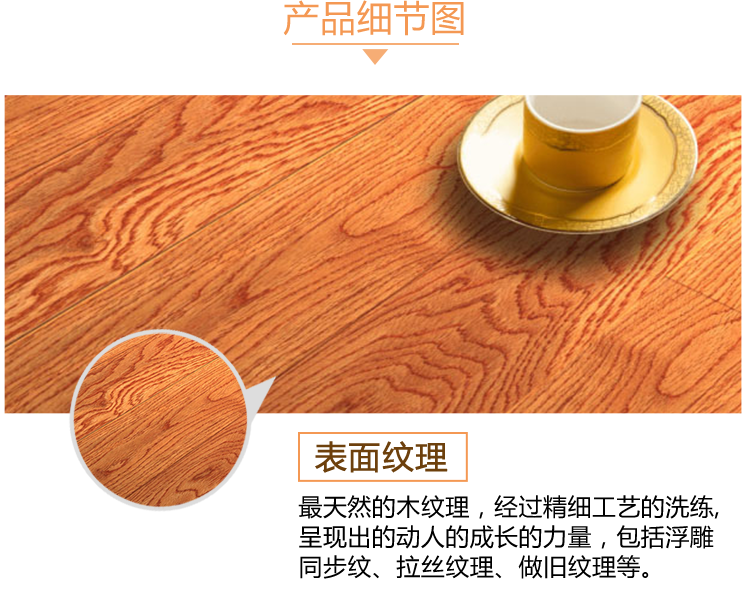 产品细节图
表面纹理
最天然的木纹理，经过精细工艺的洗练,
呈现出的动人的成长的力量，包括浮雕
同步纹、拉丝纹理、做旧纹理等。